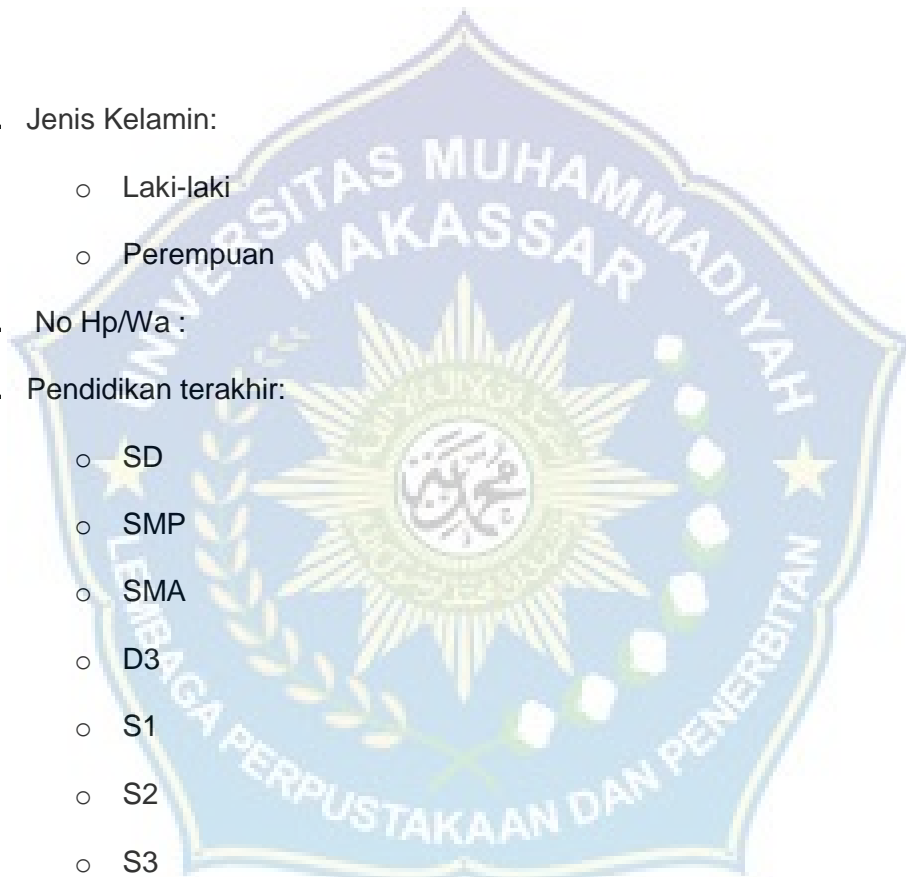 . Jenis Kelamin:
o Laki-laki
o Perempuan
. No Hp/Wa :
. Pendidikan terakhir:
o SD
o SMP
o SMA
o D3
o S1
o S2
o S3
UNIVERSITAS MUHAMMADIYAH
MAKASSAR
محمدية
LEMBAGA PERPUSTAKAAN DAN PENERBITAN